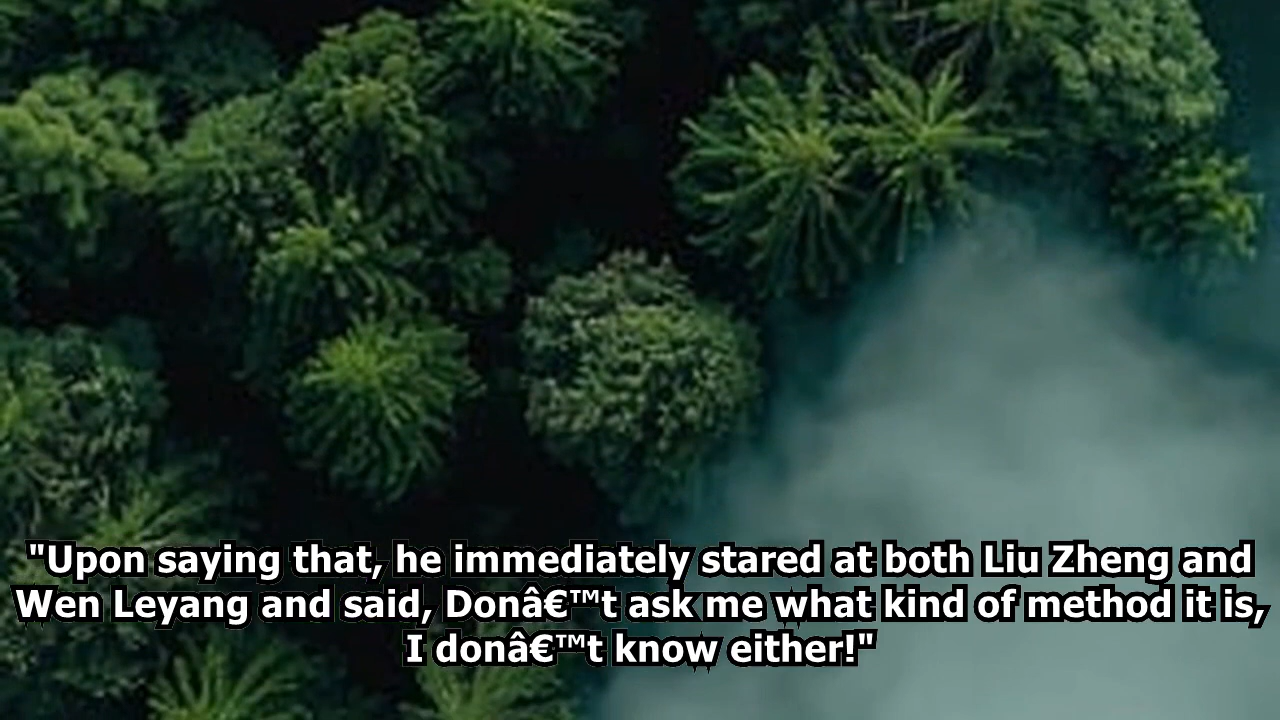 "Upon saying that, he immediately stared at both Liu Zheng and
Wen Leyang and said, Donâ€™t ask me what kind of method it is,
I donâ€™t know either!"